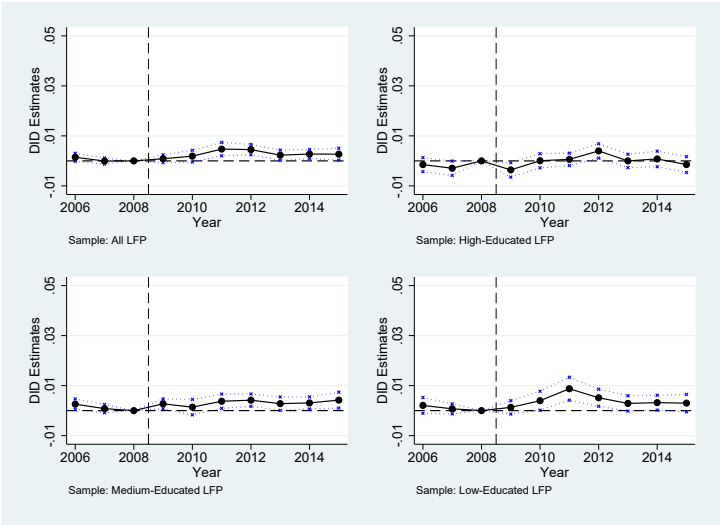 .05
.03
.01
-.01
DID Estimates
2006 2008 2010 2012 2014
Year
Sample: All LFP
.05
.03
.01
-.01
DID Estimates
2006 2008 2010 2012 2014
Year
Sample: High-Educated LFP
.05
.03
.01
-.01
DID Estimates
2006 2008 2010 2012 2014
Year
Sample: Medium-Educated LFP
.05
.03
.01
-.01
DID Estimates
2006 2008 2010 2012 2014
Year
Sample: Low-Educated LFP